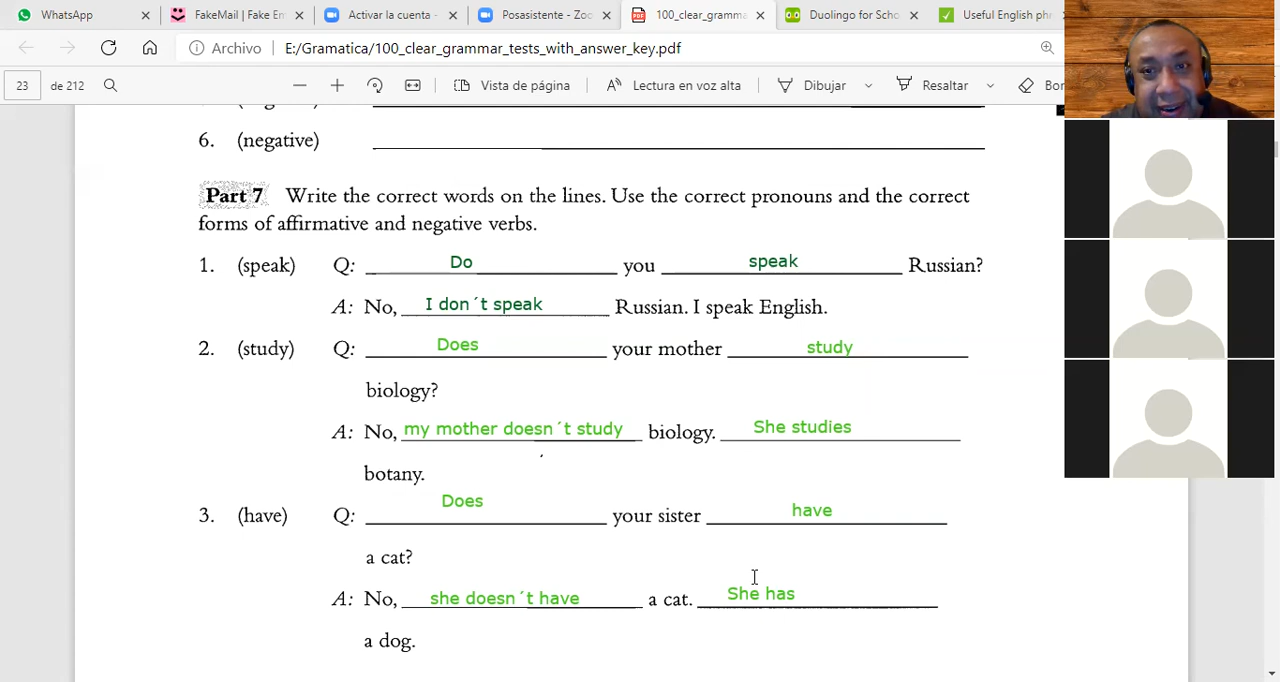 WhatsApp
FakeMail | Fake Em
Activar la cuenta -
Posasistente - Zoo
100_clear_gramma
Duolingo for Scho
Useful English phr
Archivo
E:/Gramatica/100_clear_grammar_tests_with_answer_key.pdf
23 de 212
Vista de página
Lectura en voz alta
Dibujar
Resaltar
Bor
6. (negative)
Part 7 Write the correct words on the lines. Use the correct pronouns and the correct
forms of affirmative and negative verbs.
1. (speak) Q: Do you speak Russian?
A: No, I don´t speak Russian. I speak English.
2. (study) Q: Does your mother study
biology?
A: No, my mother doesn´t study biology. She studies
botany.
3. (have) Q: Does your sister have
a cat?
A: No, she doesn´t have a cat. She has
a dog.